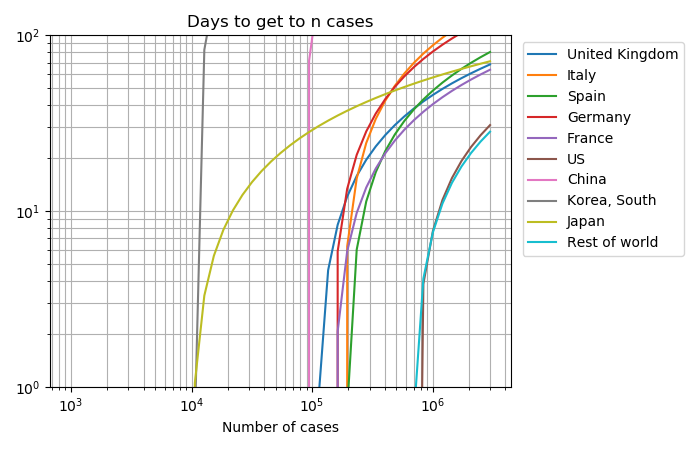 Days to get to n cases
10²
10¹
10⁰
10³
10⁴
10⁵
10⁶
Number of cases
United Kingdom
Italy
Spain
Germany
France
US
China
Korea, South
Japan
Rest of world